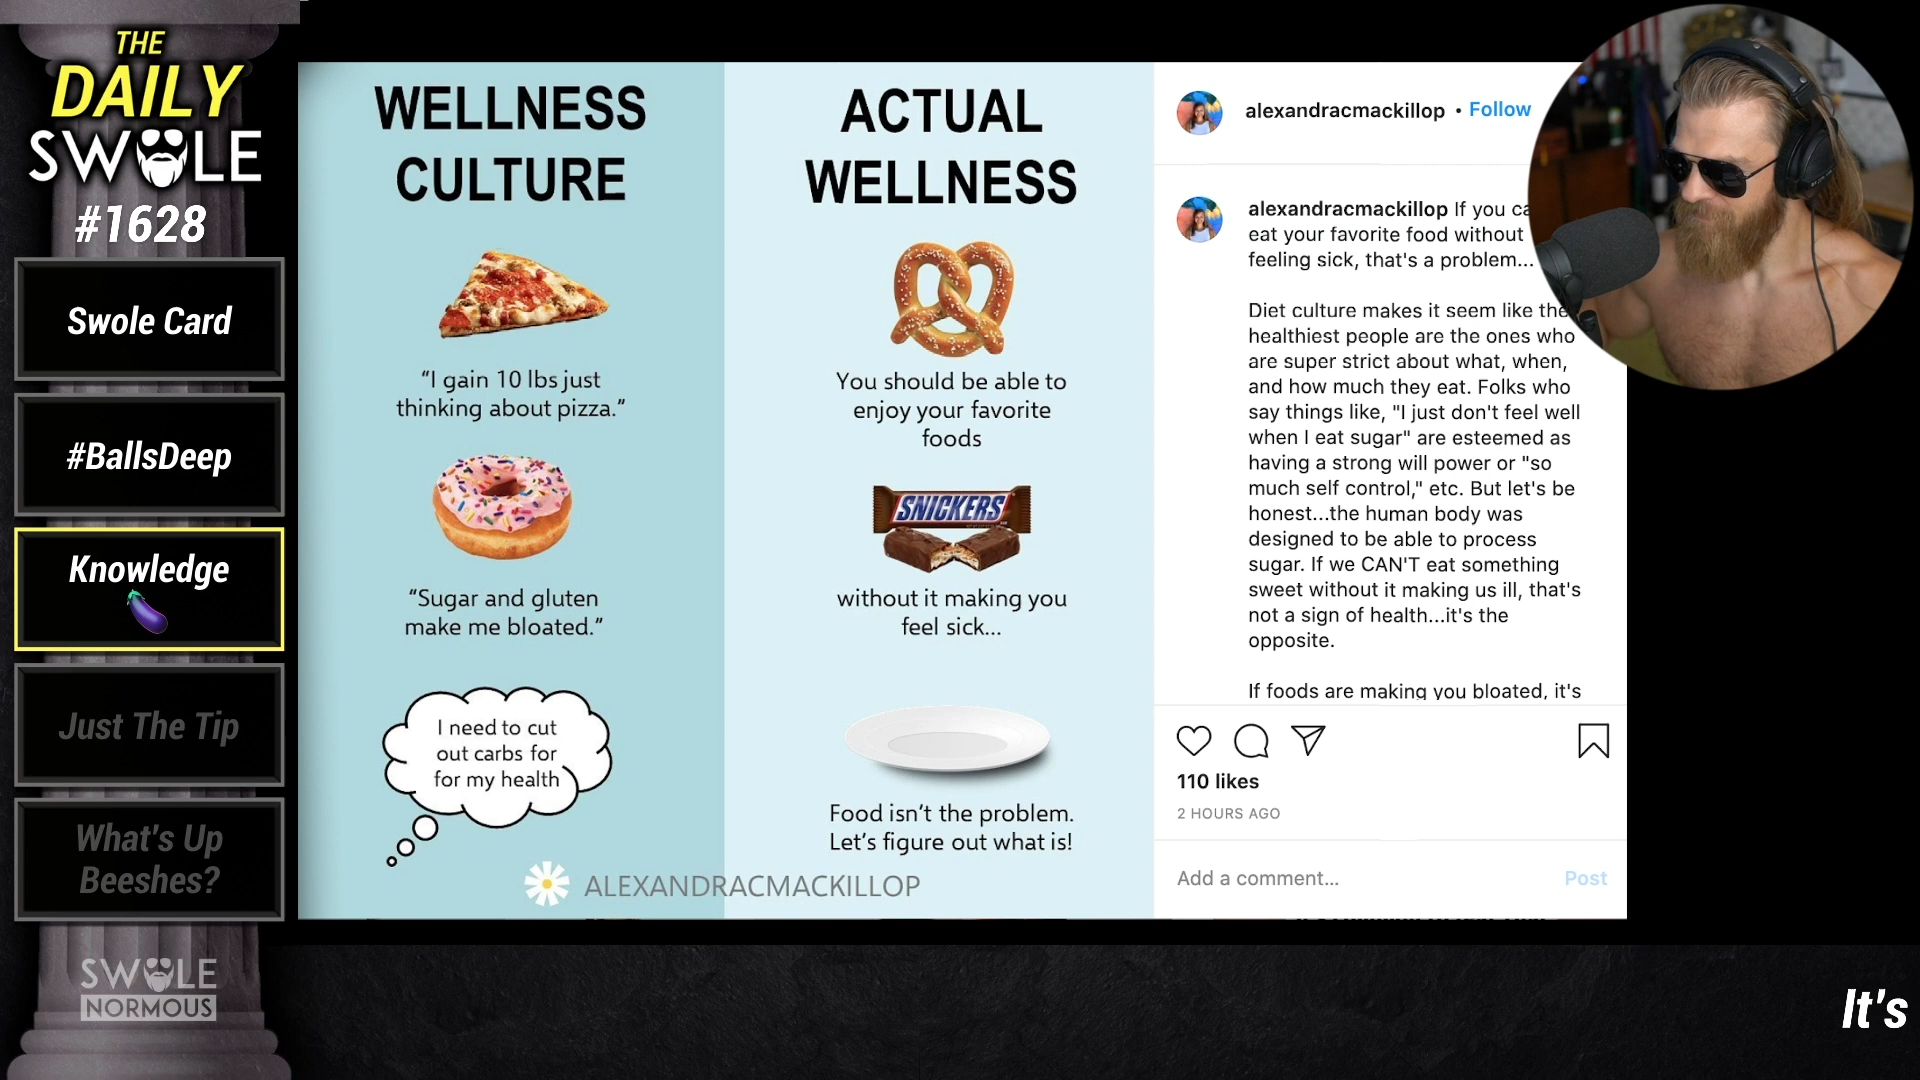 THE
DAILY
SWOLE
#1628
Swole Card
#BallsDeep
Knowledge
Just The Tip
What's Up
Beeshes?
SWOLE
NORMOUS
WELLNESS
CULTURE
"I gain 10 lbs just
thinking about pizza."
"Sugar and gluten
make me bloated."
I need to cut
out carbs for
for my health
ACTUAL
WELLNESS
You should be able to
enjoy your favorite
foods
SNICKERS
without it making you
feel sick...
Food isn't the problem.
Let's figure out what is!
ALEXANDRACMACKILLOP
alexandracmackillop • Follow
alexandracmackillop If you
eat your favorite food without
feeling sick, that's a problem...
Diet culture makes it seem like the
healthiest people are the ones who
are super strict about what, when,
and how much they eat. Folks who
say things like, "I just don't feel well
when I eat sugar" are esteemed as
having a strong will power or "so
much self control," etc. But let's be
honest...the human body was
designed to be able to process
sugar. If we CAN'T eat something
sweet without it making us ill, that's
not a sign of health...it's the
opposite.
If foods are making you bloated, it's
110 likes
2 HOURS AGO
Add a comment...
Post
It's